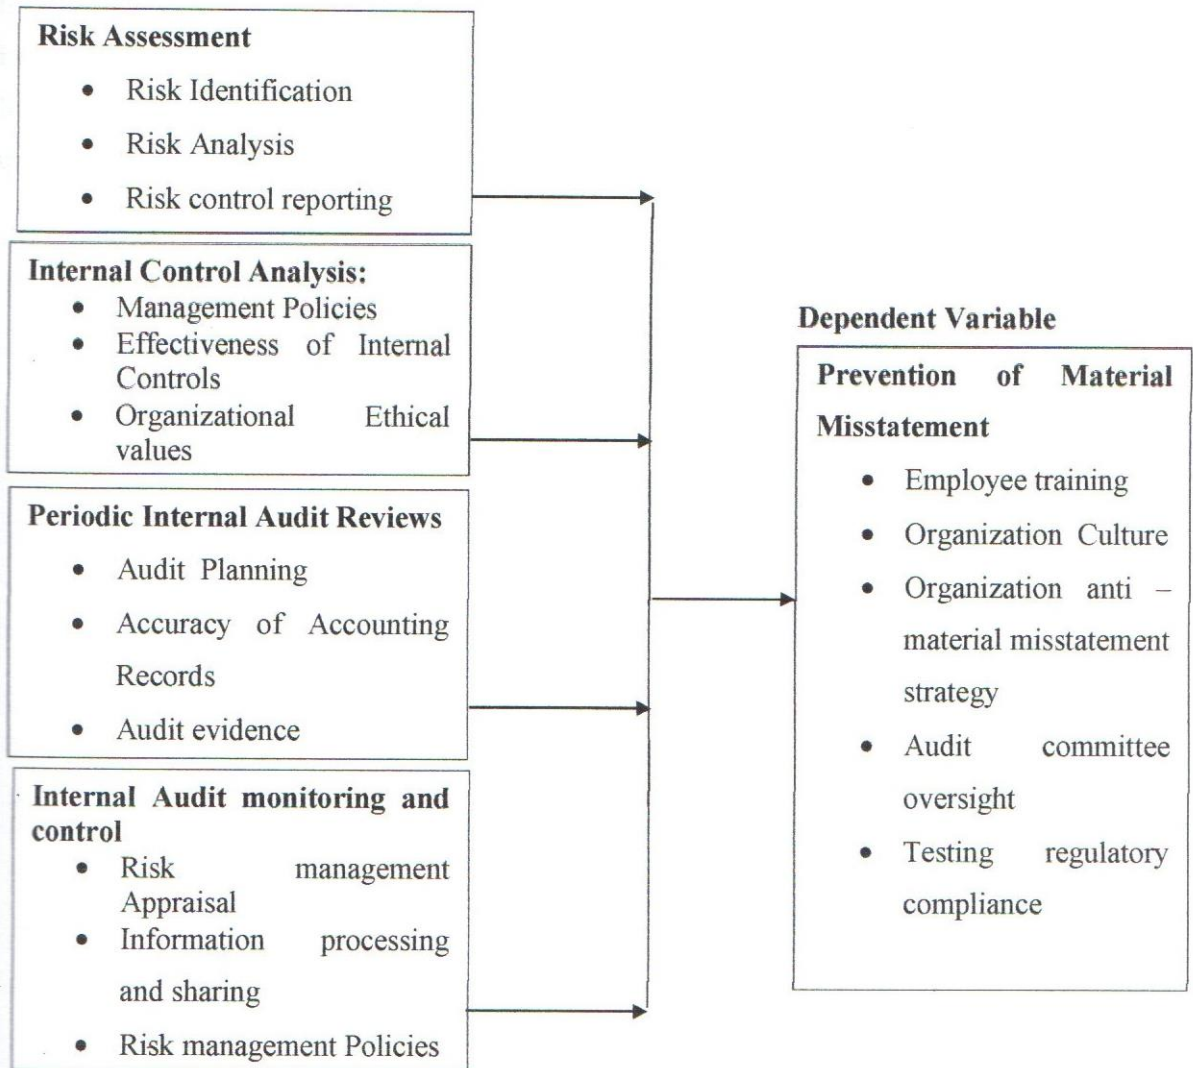 Risk Assessment
• Risk Identification
• Risk Analysis
• Risk control reporting
Internal Control Analysis:
• Management Policies
• Effectiveness of Internal
Controls
• Organizational Ethical
values
Periodic Internal Audit Reviews
• Audit Planning
• Accuracy of Accounting
Records
• Audit evidence
Internal Audit monitoring and
control
• Risk management
Appraisal
• Information processing
and sharing
• Risk management Policies
Dependent Variable
Prevention of Material
Misstatement
• Employee training
• Organization Culture
• Organization anti –
material misstatement
strategy
• Audit committee
oversight
• Testing regulatory
compliance